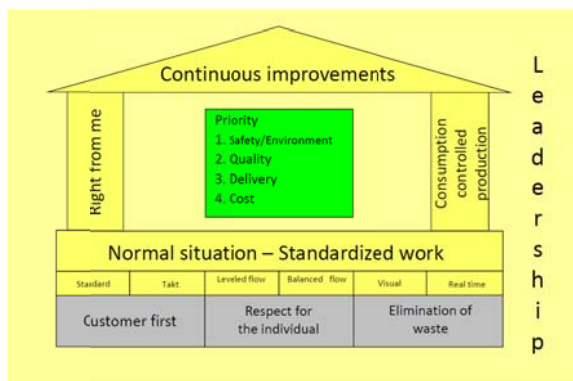 Continuous improvements
Right from me
Priority
1. Safety/Environment
2. Quality
3. Delivery
4. Cost
Consumption
controlled
production
Normal situation – Standardized work
Standard
Takt
Leveled flow
Balanced flow
Visual
Real time
Customer first
Respect for
the individual
Elimination of
waste
Leadership